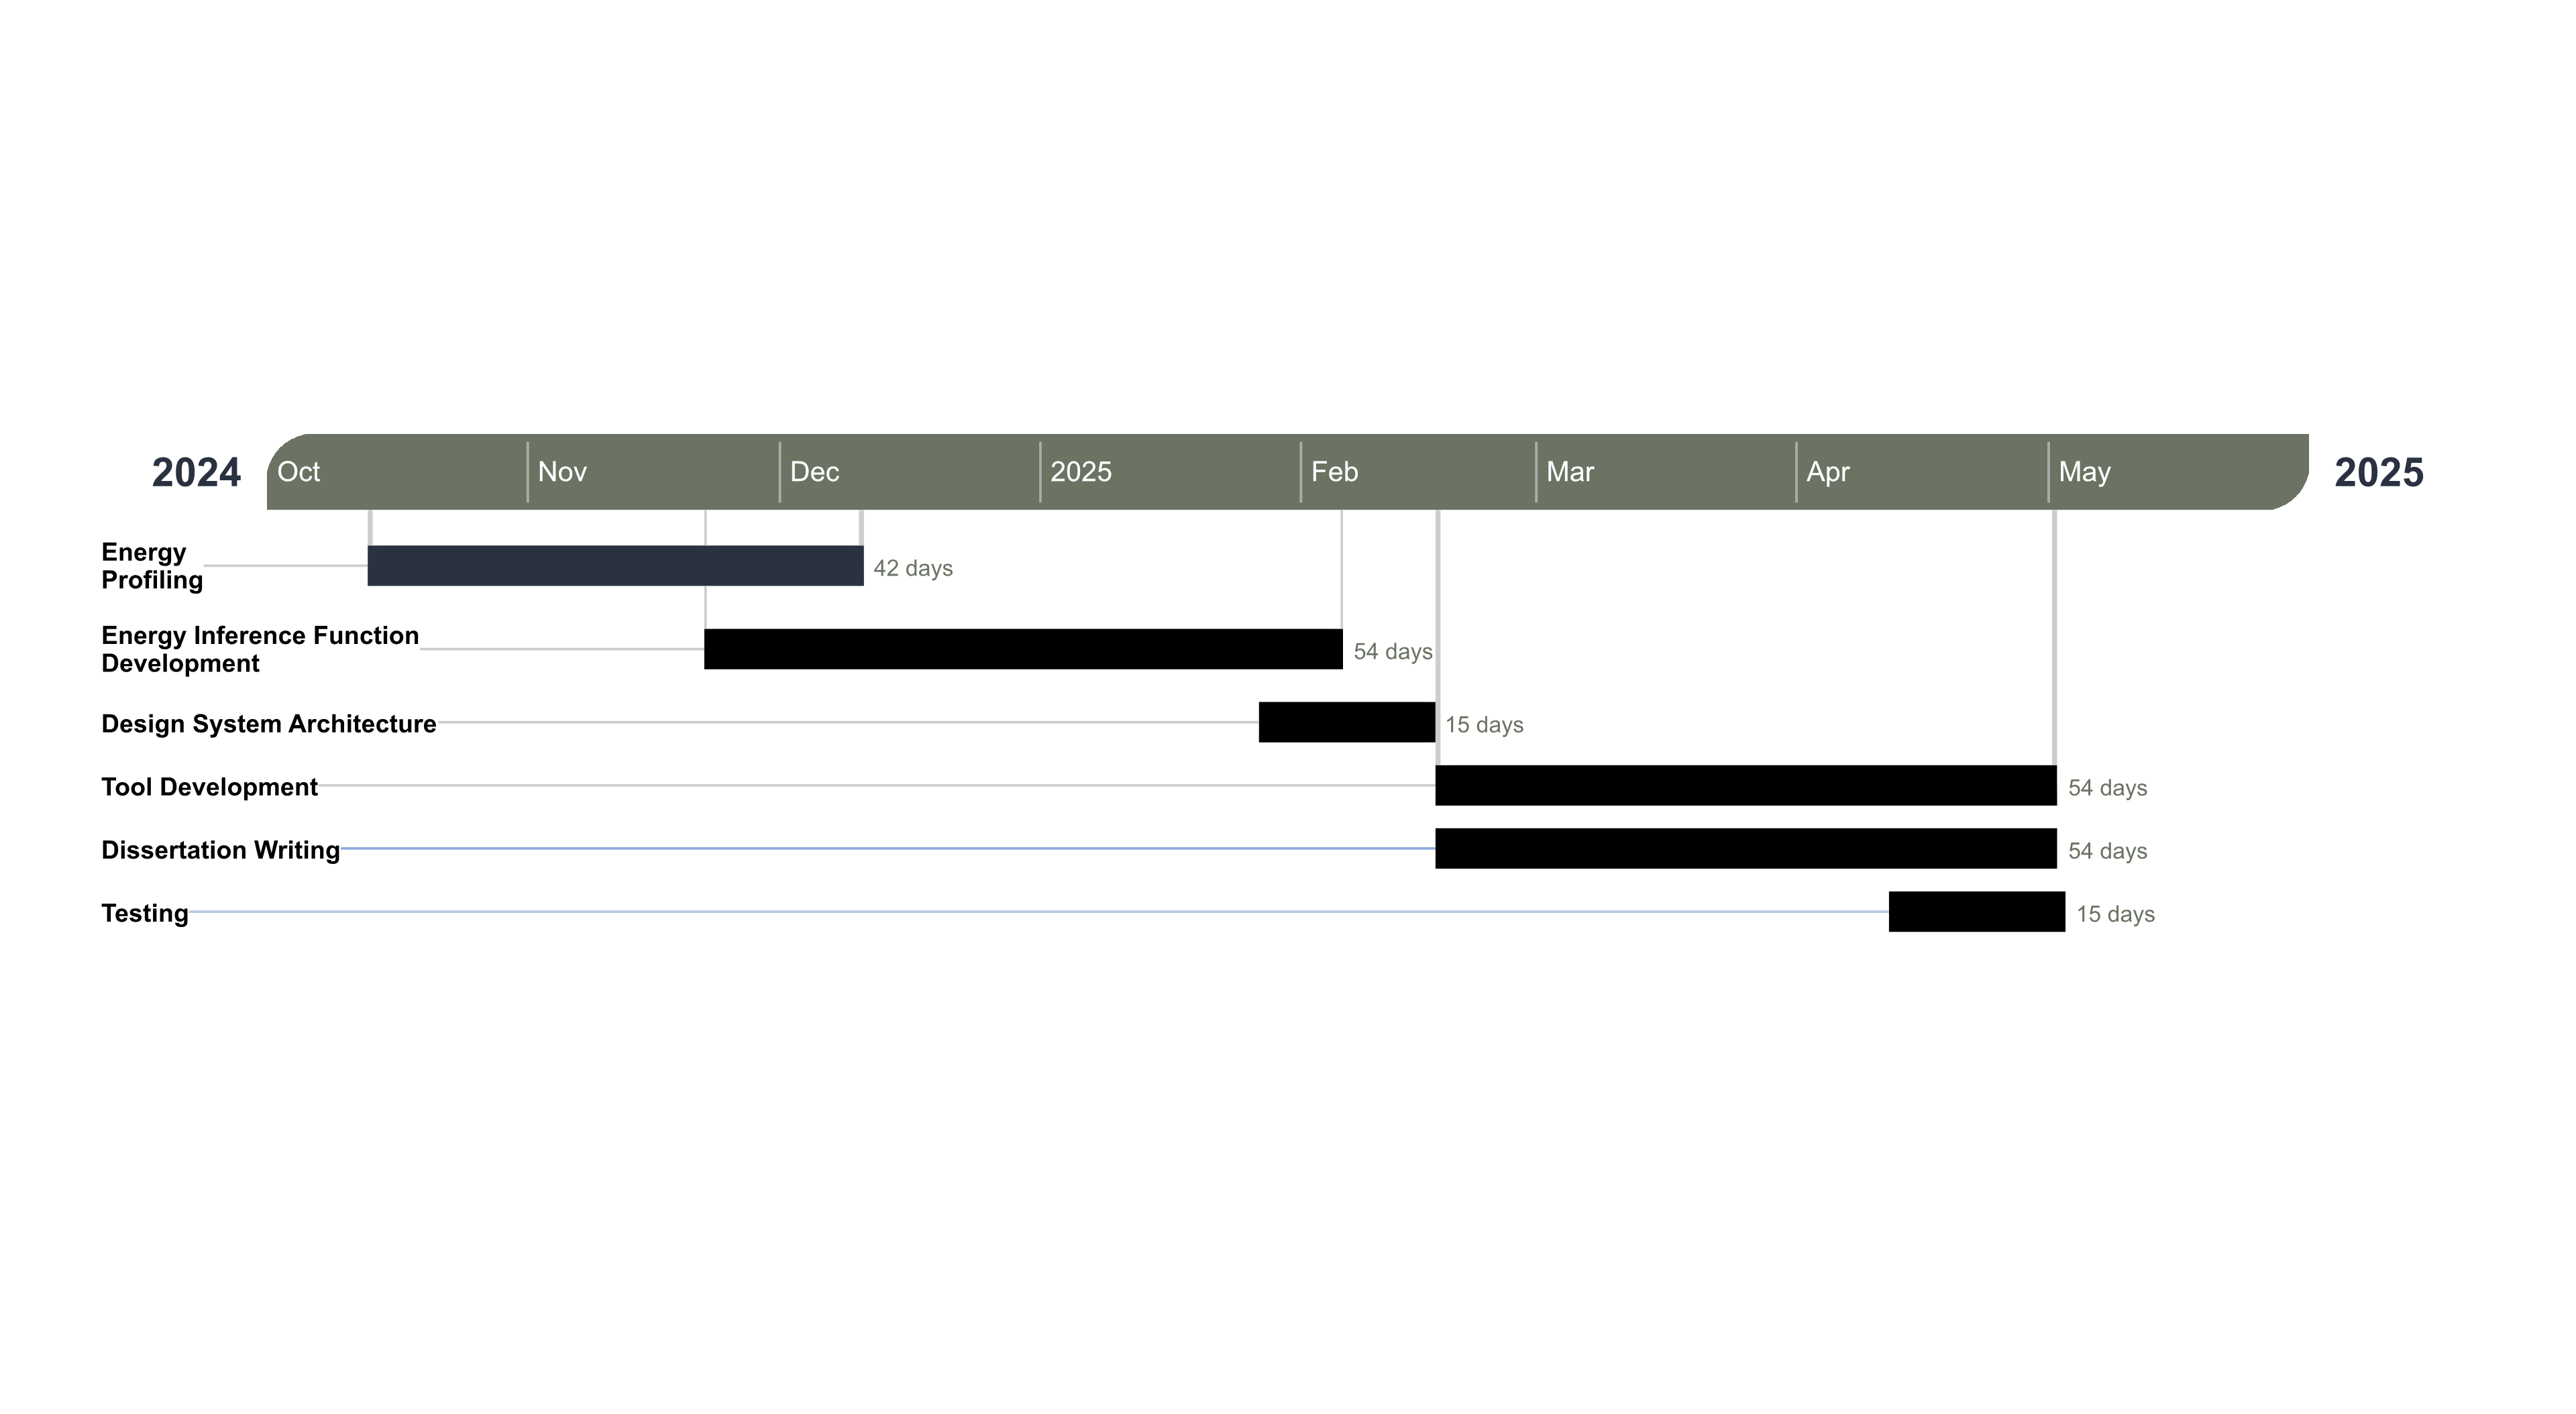 2024 Oct Nov Dec 2025 Feb Mar Apr May 2025
Energy
Profiling
42 days
Energy Inference Function
Development
54 days
Design System Architecture
15 days
Tool Development
54 days
Dissertation Writing
54 days
Testing
15 days